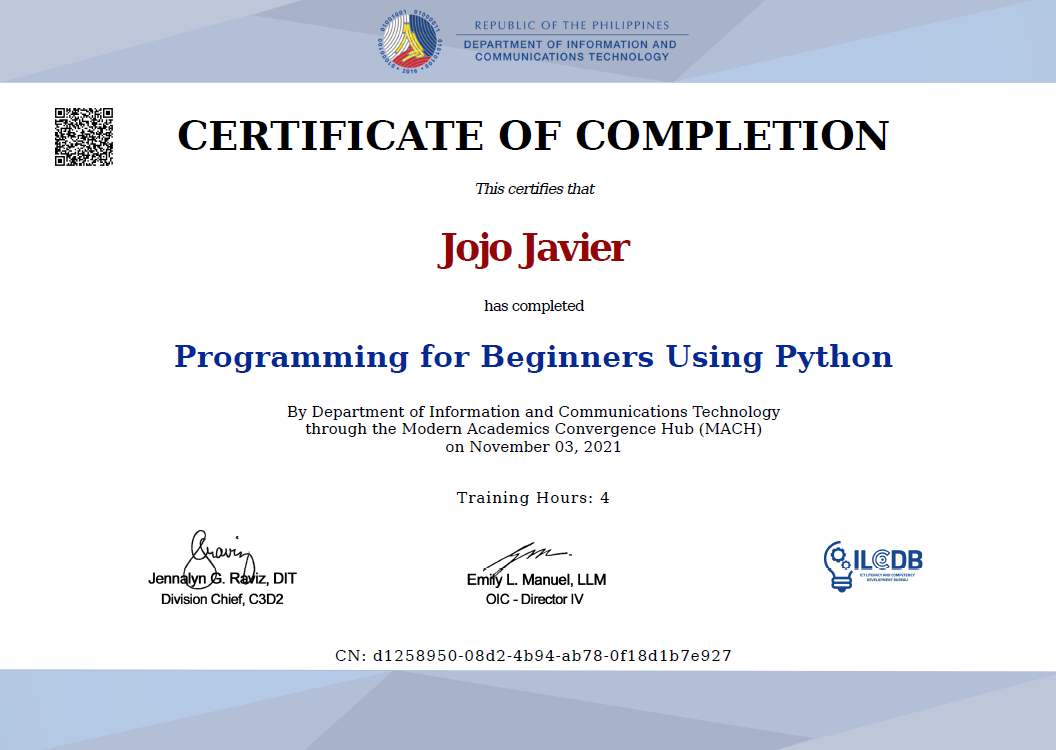 REPUBLIC OF THE PHILIPPINES
DEPARTMENT OF INFORMATION AND
COMMUNICATIONS TECHNOLOGY
2016
CERTIFICATE OF COMPLETION
This certifies that
Jojo Javier
has completed
Programming for Beginners Using Python
By Department of Information and Communications Technology
through the Modern Academics Convergence Hub (MACH)
on November 03, 2021
Training Hours: 4
Jennalyn G. Raviz, DIT
Division Chief, C3D2
Emily L. Manuel, LLM
OIC - Director IV
ILCDB
ICT LITERACY AND COMPETENCY
DEVELOPMENT BUREAU
CN: d1258950-08d2-4b94-ab78-0f18d1b7e927